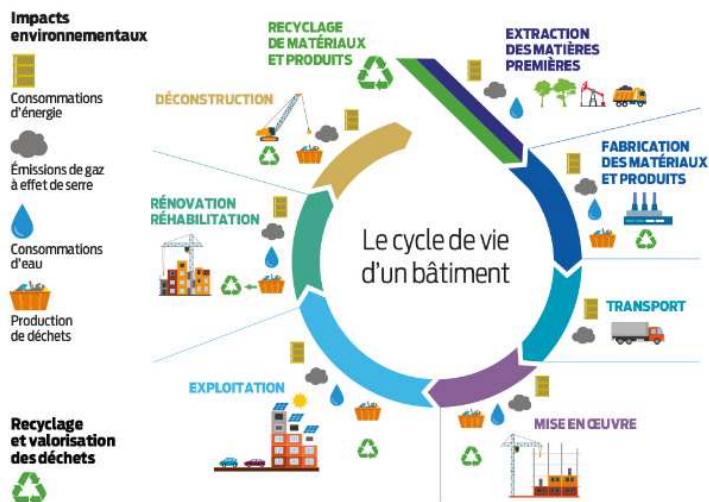 Impacts
environnementaux
Consommations
d'énergie
Émissions de gaz
à effet de serre
Consommations
d'eau
Production
de déchets
Recyclage
et valorisation
des déchets
RECYCLAGE
DE MATÉRIAUX
ET PRODUITS
EXTRACTION
DES MATIÈRES
PREMIÈRES
FABRICATION
DES MATÉRIAUX
ET PRODUITS
TRANSPORT
MISE EN ŒUVRE
EXPLOITATION
RÉNOVATION
RÉHABILITATION
DÉCONSTRUCTION
Le cycle de vie
d'un bâtiment